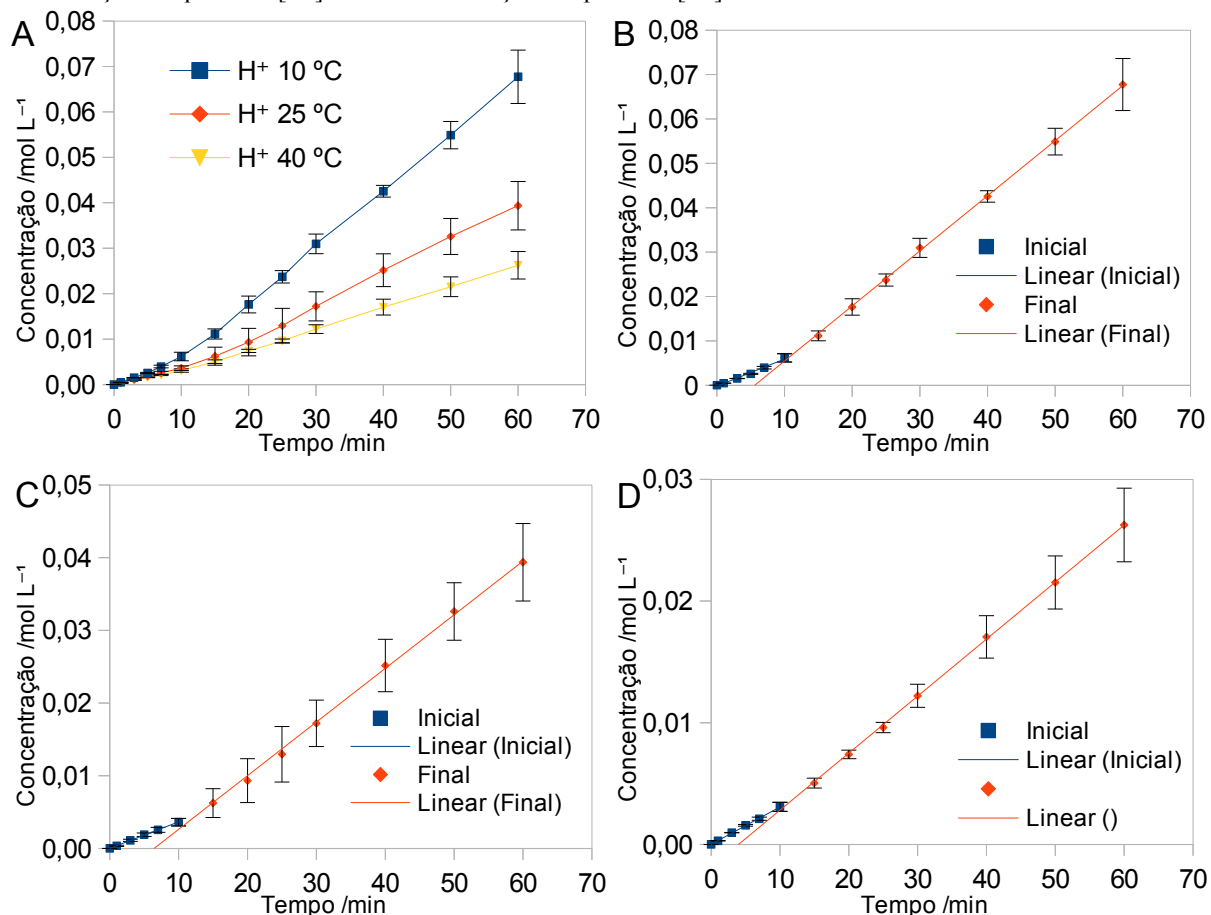 A
0,08
0,07
0,06
0,05
0,04
0,03
0,02
0,01
0,00
Concentração /mol L⁻¹
H⁺ 10 ºC
H⁺ 25 ºC
H⁺ 40 ºC
0 10 20 30 40 50 60 70
Tempo /min
B
0,08
0,07
0,06
0,05
0,04
0,03
0,02
0,01
0
Concentração /mol L⁻¹
Inicial
Linear (Inicial)
Final
Linear (Final)
0 10 20 30 40 50 60 70
Tempo /min
C
0,05
0,04
0,03
0,02
0,01
0,00
Concentração /mol L⁻¹
Inicial
Linear (Inicial)
Final
Linear (Final)
0 10 20 30 40 50 60 70
Tempo /min
D
0,03
0,02
0,01
0,00
Concentração /mol L⁻¹
Inicial
Linear (Inicial)
Linear ()
0 10 20 30 40 50 60 70
Tempo /min